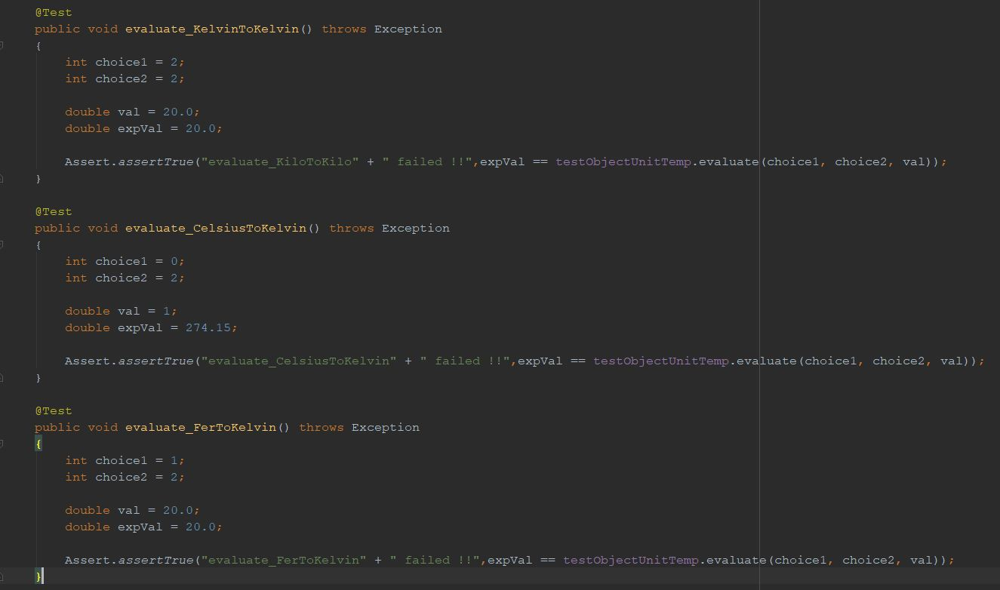 @Test
public void evaluate_KelvinToKelvin() throws Exception
{
int choice1 = 2;
int choice2 = 2;
double val = 20.0;
double expVal = 20.0;
Assert.assertTrue("evaluate_KiloToKilo" + " failed !!",expVal == testObjectUnitTemp.evaluate(choice1, choice2, val));
}
@Test
public void evaluate_CelsiusToKelvin() throws Exception
{
int choice1 = 0;
int choice2 = 2;
double val = 1;
double expVal = 274.15;
Assert.assertTrue("evaluate_CelsiusToKelvin" + " failed !!",expVal == testObjectUnitTemp.evaluate(choice1, choice2, val));
}
@Test
public void evaluate_FerToKelvin() throws Exception
{
int choice1 = 1;
int choice2 = 2;
double val = 20.0;
double expVal = 20.0;
Assert.assertTrue("evaluate_FerToKelvin" + " failed !!",expVal == testObjectUnitTemp.evaluate(choice1, choice2, val));
}